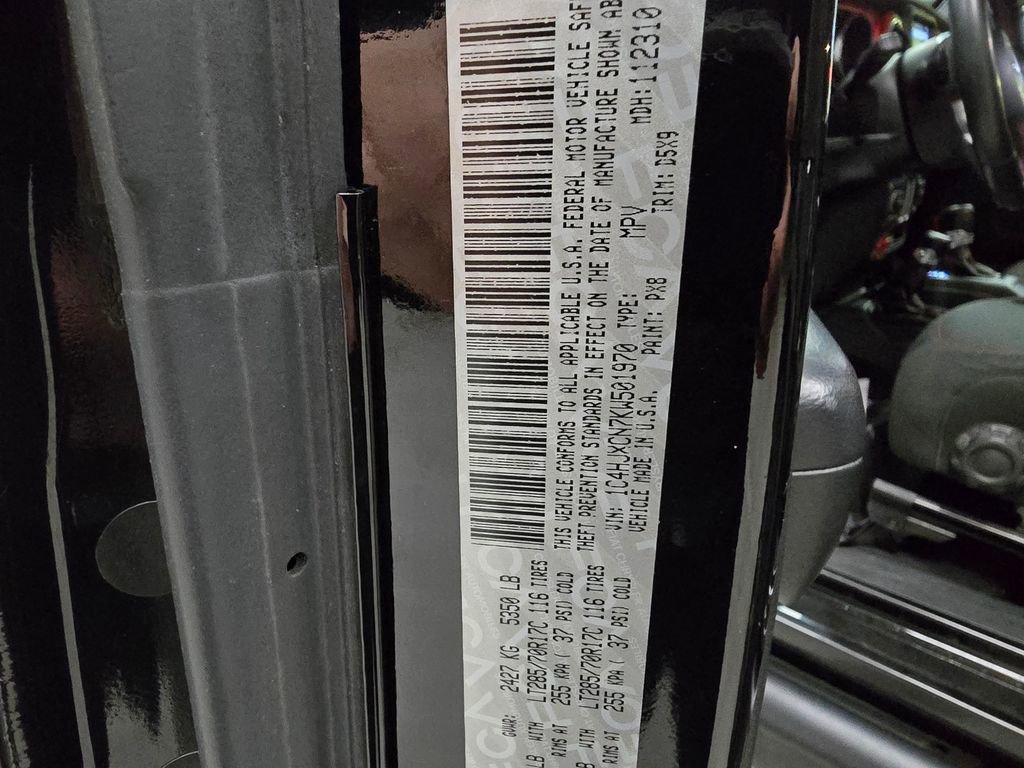 GVWR: 2427 KG 5350 LB
LB WITH LT285/70R17C 116 TIRES
RIMS AT 255 KPA ( 37 PSI) COLD
WITH LT285/70R17C 116 TIRES
RIMS AT 255 KPA ( 37 PSI) COLD
THIS VEHICLE CONFORMS TO ALL APPLICABLE U.S.A. FEDERAL MOTOR VEHICLE SAF
THEFT PREVENTION STANDARDS IN EFFECT ON THE DATE OF MANUFACTURE SHOWN AB
VIN: 1C4HJXCN7KW501970 TYPE: MPV MDH: 112310
VEHICLE MADE IN U.S.A. PAINT: PX8 TRIM: D5X9